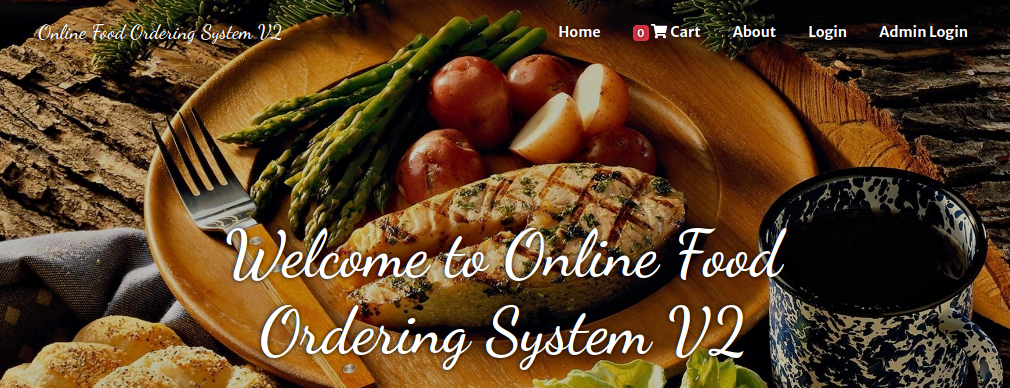 Online Food Ordering System V2
Home
0 Cart
About
Login
Admin Login
Welcome to Online Food
Ordering System V2